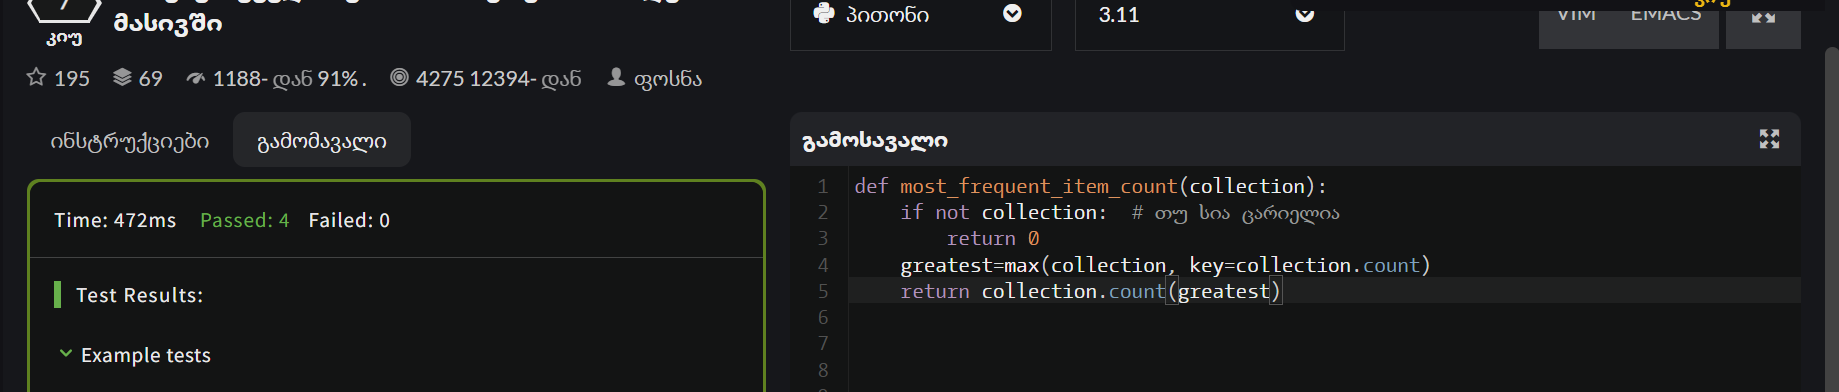 7
კიუ
მასივში
195 69 1188- დან 91% . 4275 12394- დან ფოსნა
ინსტრუქციები გამომავალი
Time: 472ms Passed: 4 Failed: 0
Test Results:
Example tests
პითონი
3.11
VIM EMACS
კიუ
გამოსავალი
1 def most_frequent_item_count(collection):
2 if not collection: # თუ სია ცარიელია
3 return 0
4 greatest=max(collection, key=collection.count)
5 return collection.count(greatest)
6
7
8